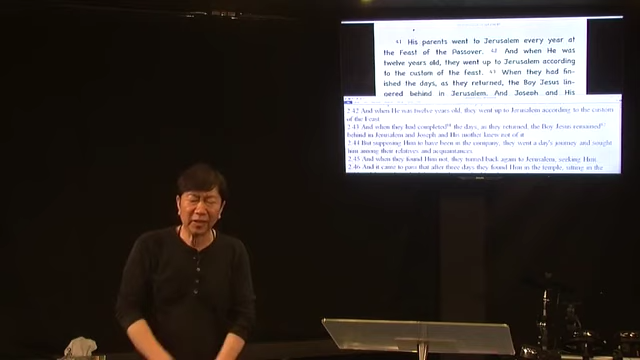 41 His parents went to Jerusalem every year at
the Feast of the Passover. 42 And when He was
twelve years old, they went up to Jerusalem according
to the custom of the feast. 43 When they had fin-
ished the days, as they returned, the Boy Jesus lin-
gered behind in Jerusalem. And Joseph and His
2:42 And when He was twelve years old, they went up to Jerusalem according to the custom
of the Feast
2:43 And when they had completed the days, as they returned, the Boy Jesus remained
behind in Jerusalem and Joseph and His mother knew not of it
2:44 But supposing Him to have been in the company, they went a day's journey and sought
him among their relatives and acquaintances
2:45 And when they found Him not, they turned back again to Jerusalem, seeking Him
2:46 And it came to pass that after three days they found Him in the temple, sitting in the